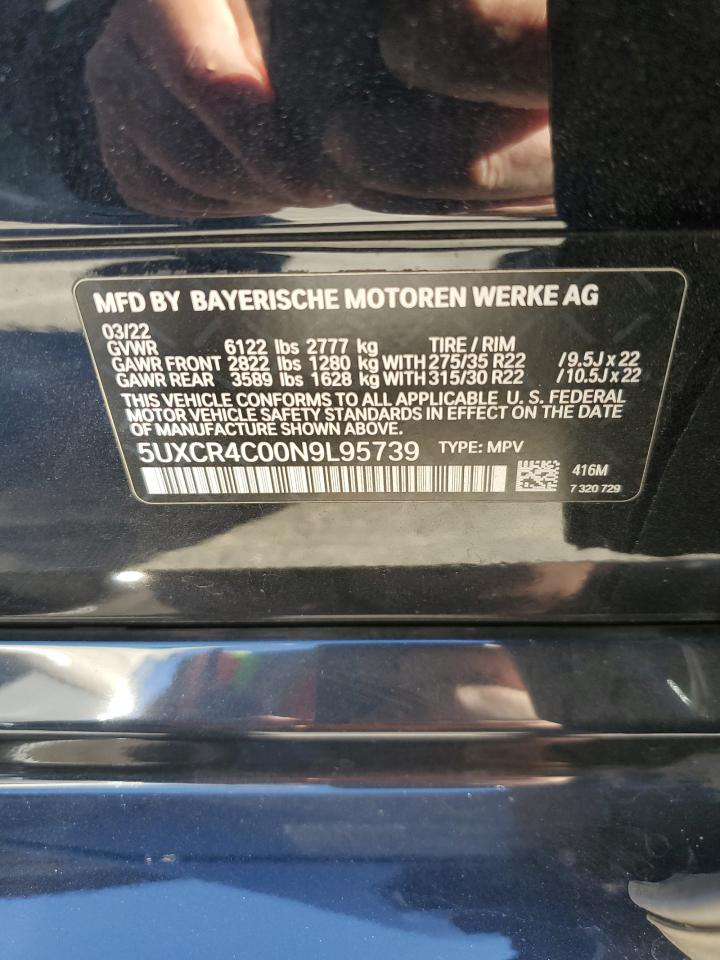 MFD BY BAYERISCHE MOTOREN WERKE AG
03/22
GVWR 6122 lbs 2777 kg TIRE / RIM
GAWR FRONT 2822 lbs 1280 kg WITH 275/35 R22 /9.5J x 22
GAWR REAR 3589 lbs 1628 kg WITH 315/30 R22 /10.5J x 22
THIS VEHICLE CONFORMS TO ALL APPLICABLE U. S. FEDERAL
MOTOR VEHICLE SAFETY STANDARDS IN EFFECT ON THE DATE
OF MANUFACTURE SHOWN ABOVE.
5UXCR4C00N9L95739 TYPE: MPV
416M
7 320 729